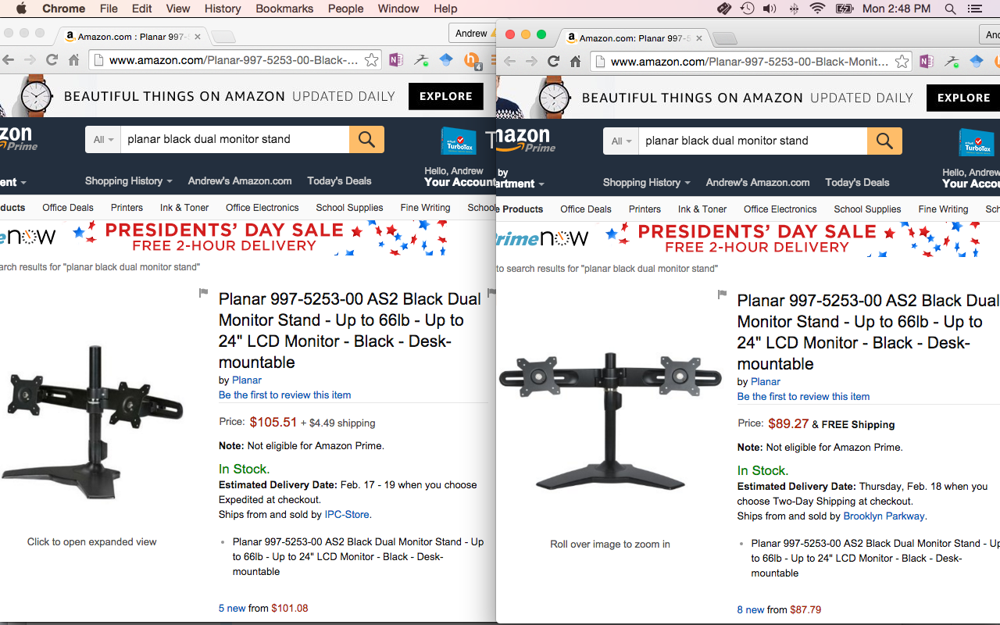 Chrome File Edit View History Bookmarks People Window Help
Mon 2:48 PM
Amazon.com : Planar 997-
Andrew
www.amazon.com/Planar-997-5253-00-Black-...
4
BEAUTIFUL THINGS ON AMAZON UPDATED DAILY EXPLORE
zon
Prime
All
planar black dual monitor stand
TurboTax
T
Hello, Andrew
ent
Shopping History Andrew's Amazon.com Today's Deals
Your Account
ducts Office Deals Printers Ink & Toner Office Electronics School Supplies Fine Writing Schoo
e now
PRESIDENTS' DAY SALE
FREE 2-HOUR DELIVERY
arch results for "planar black dual monitor stand"
Planar 997-5253-00 AS2 Black Dual
Monitor Stand - Up to 66lb - Up to
24" LCD Monitor - Black - Desk-
mountable
by Planar
Be the first to review this item
Price: $105.51 + $4.49 shipping
Note: Not eligible for Amazon Prime.
In Stock.
Estimated Delivery Date: Feb. 17 - 19 when you choose
Expedited at checkout.
Ships from and sold by IPC-Store.
Click to open expanded view
Planar 997-5253-00 AS2 Black Dual Monitor Stand - Up
to 66lb - Up to 24" LCD Monitor - Black - Desk-
mountable
5 new from $101.08
Amazon.com: Planar 997-5
An
www.amazon.com/Planar-997-5253-00-Black-Monit...
BEAUTIFUL THINGS ON AMAZON UPDATED DAILY EXPLORE
mazon
Prime
All
planar black dual monitor stand
TurboTax
by
Hello, Andrew
artment
Shopping History Andrew's Amazon.com Today's Deals
Your Acco
e Products Office Deals Printers Ink & Toner Office Electronics School Supplies Fine Writing Sc
Prime now
PRESIDENTS' DAY SALE
FREE 2-HOUR DELIVERY
to search results for "planar black dual monitor stand"
Planar 997-5253-00 AS2 Black Dual
Monitor Stand - Up to 66lb - Up to
24" LCD Monitor - Black - Desk-
mountable
by Planar
Be the first to review this item
Price: $89.27 & FREE Shipping
Note: Not eligible for Amazon Prime.
In Stock.
Estimated Delivery Date: Thursday, Feb. 18 when you
choose Two-Day Shipping at checkout.
Ships from and sold by Brooklyn Parkway.
Roll over image to zoom in
Planar 997-5253-00 AS2 Black Dual Monitor Stand - Up
to 66lb - Up to 24" LCD Monitor - Black - Desk-
mountable
8 new from $87.79